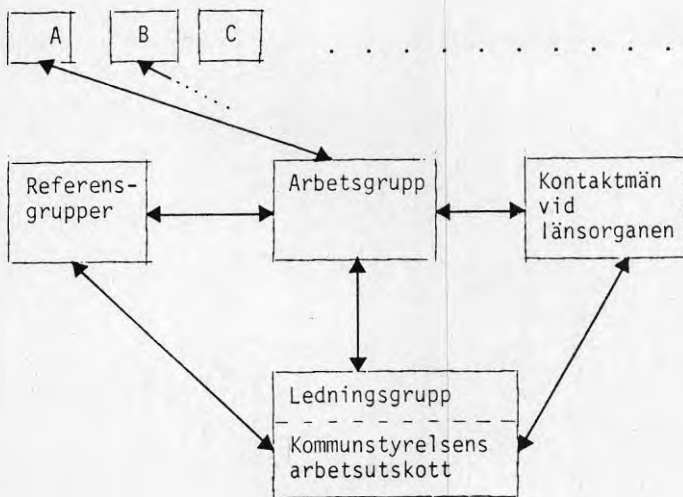 A
B
C
Referens-
grupper
Arbetsgrupp
Kontaktmän
vid
länsorganen
Ledningsgrupp
Kommunstyrelsens
arbetsutskott